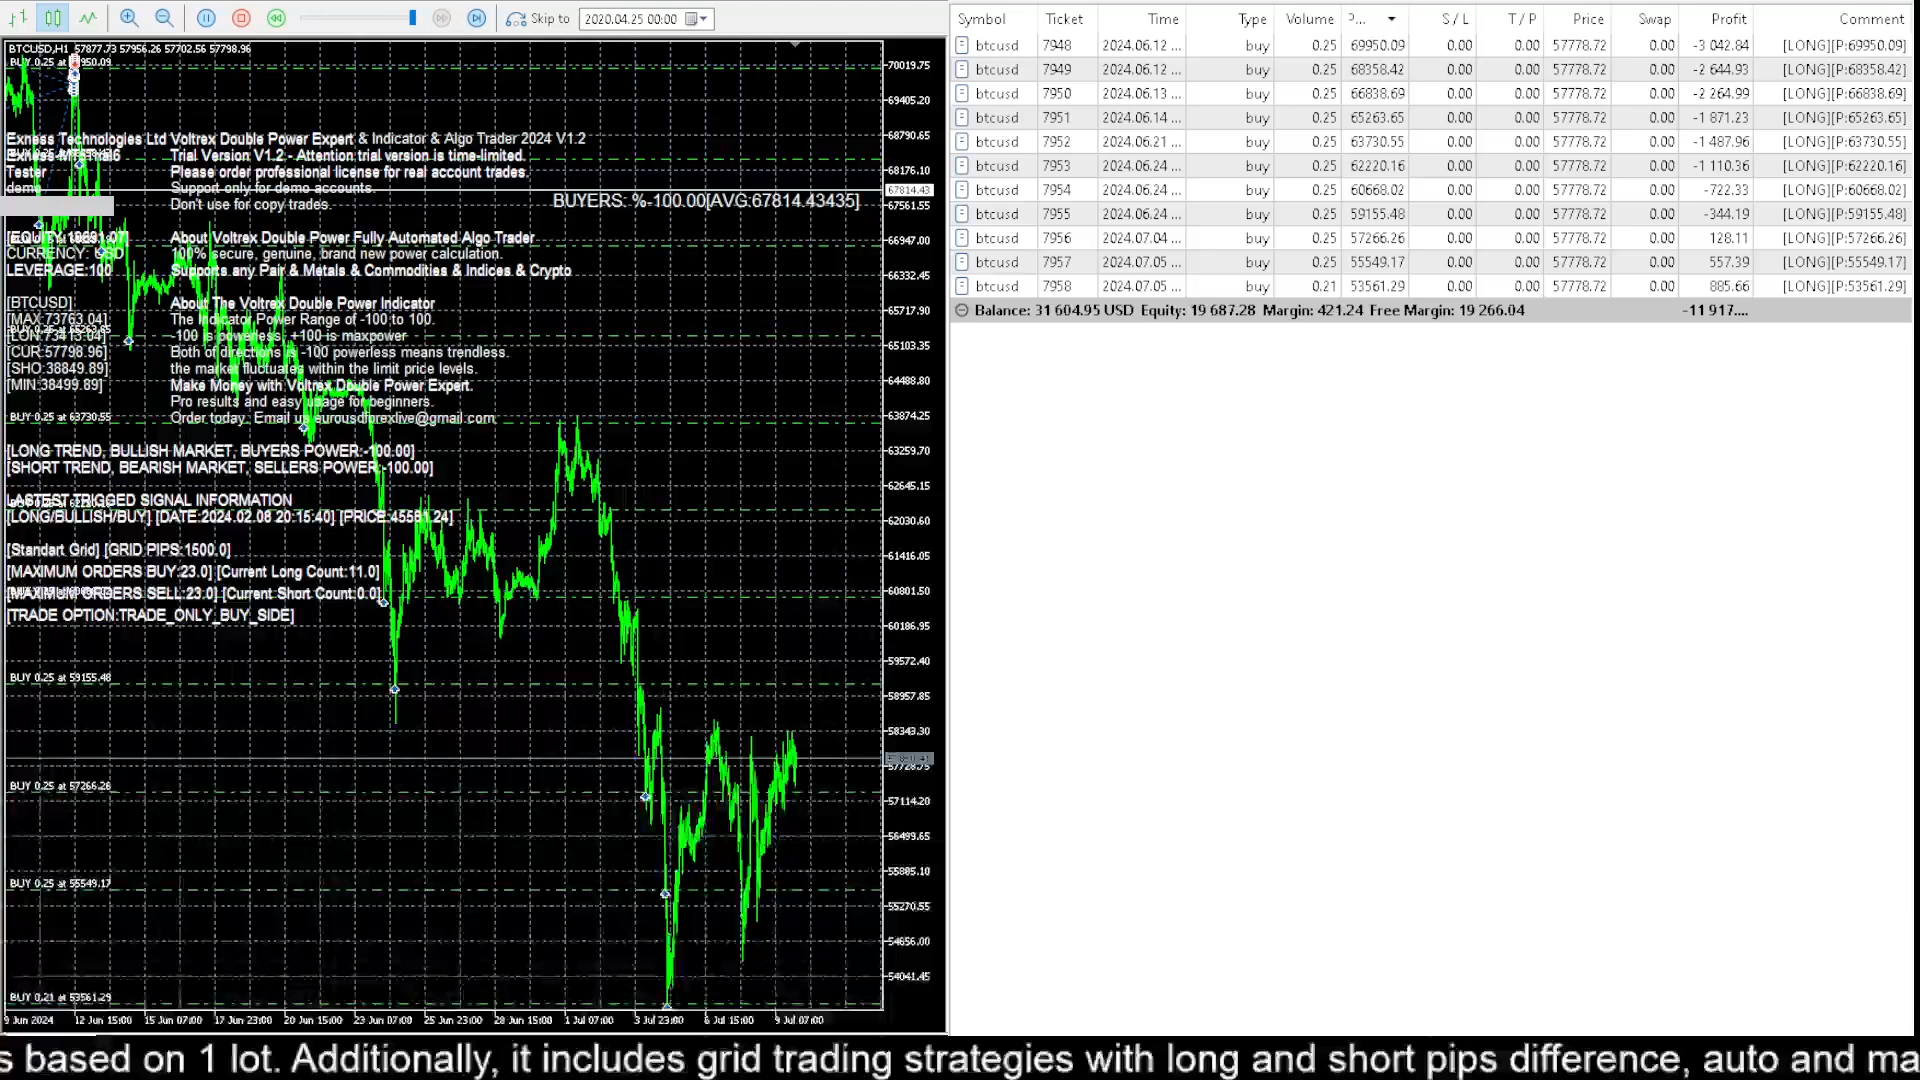 Skip to 2020.04.25 00:00
BTCUSD,H1 57877.73 57956.26 57702.56 57798.96
Exness Technologies Ltd Voltrex Double Power Expert & Indicator & Algo Trader 2024 V1.2
Trial Version V1.2 - Attention trial version is time-limited.
Tester Please order professional license for real account trades.
demo Support only for demo accounts.
Don't use for copy trades.
BUYERS: %-100.00[AVG:67814.43435]
About Voltrex Double Power Fully Automated Algo Trader
CURRENCY: USD 100% secure, genuine, brand new power calculation.
LEVERAGE:100 Supports any Pair & Metals & Commodities & Indices & Crypto
[BTCUSD] About The Voltrex Double Power Indicator
[MAX:73763.04] The Indicator Power Range of -100 to 100.
[LON:73413.04] -100 is powerless, +100 is maxpower
[CUR:57798.96] Both of directions is -100 powerless means trendless.
[SHO:38849.89] the market fluctuates within the limit price levels.
[MIN:38499.89] Make Money with Voltrex Double Power Expert.
Pro results and easy usage for beginners.
BUY 0.25 at 63730.55
Order today. Email us eurousdforexlive@gmail.com
[LONG TREND, BULLISH MARKET, BUYERS POWER:-100.00]
[SHORT TREND, BEARISH MARKET, SELLERS POWER:-100.00]
LASTEST TRIGGED SIGNAL INFORMATION
[LONG/BULLISH/BUY] [DATE:2024.02.08 20:15:40] [PRICE:45581.24]
[Standart Grid] [GRID PIPS:1500.0]
[MAXIMUM ORDERS BUY:23.0] [Current Long Count:11.0]
[MAXIMUM ORDERS SELL:23.0] [Current Short Count:0.0]
[TRADE OPTION:TRADE_ONLY_BUY_SIDE]
BUY 0.25 at 59155.48
BUY 0.25 at 57266.26
BUY 0.25 at 55549.17
BUY 0.21 at 53561.29
70019.75
69405.20
68790.65
68176.10
67814.43
67561.55
66947.00
66332.45
65717.90
65103.35
64488.80
63874.25
63259.70
62645.15
62030.60
61416.05
60801.50
60186.95
59572.40
58957.85
58343.30
57728.75
57114.20
56499.65
55885.10
55270.55
54656.00
54041.45
9 Jun 2024 12 Jun 15:00 15 Jun 07:00 17 Jun 23:00 20 Jun 15:00 23 Jun 07:00 25 Jun 23:00 28 Jun 15:00 1 Jul 07:00 3 Jul 23:00 6 Jul 15:00 9 Jul 07:00
Symbol Ticket Time Type Volume P... S / L T / P Price Swap Profit Comment
btcusd 7948 2024.06.12 ... buy 0.25 69950.09 0.00 0.00 57778.72 0.00 -3 042.84 [LONG][P:69950.09]
btcusd 7949 2024.06.12 ... buy 0.25 68358.42 0.00 0.00 57778.72 0.00 -2 644.93 [LONG][P:68358.42]
btcusd 7950 2024.06.13 ... buy 0.25 66838.69 0.00 0.00 57778.72 0.00 -2 264.99 [LONG][P:66838.69]
btcusd 7951 2024.06.14 ... buy 0.25 65263.65 0.00 0.00 57778.72 0.00 -1 871.23 [LONG][P:65263.65]
btcusd 7952 2024.06.21 ... buy 0.25 63730.55 0.00 0.00 57778.72 0.00 -1 487.96 [LONG][P:63730.55]
btcusd 7953 2024.06.24 ... buy 0.25 62220.16 0.00 0.00 57778.72 0.00 -1 110.36 [LONG][P:62220.16]
btcusd 7954 2024.06.24 ... buy 0.25 60668.02 0.00 0.00 57778.72 0.00 -722.33 [LONG][P:60668.02]
btcusd 7955 2024.06.24 ... buy 0.25 59155.48 0.00 0.00 57778.72 0.00 -344.19 [LONG][P:59155.48]
btcusd 7956 2024.07.04 ... buy 0.25 57266.26 0.00 0.00 57778.72 0.00 128.11 [LONG][P:57266.26]
btcusd 7957 2024.07.05 ... buy 0.25 55549.17 0.00 0.00 57778.72 0.00 557.39 [LONG][P:55549.17]
btcusd 7958 2024.07.05 ... buy 0.21 53561.29 0.00 0.00 57778.72 0.00 885.66 [LONG][P:53561.29]
Balance: 31 604.95 USD Equity: 19 687.28 Margin: 421.24 Free Margin: 19 266.04 -11 917....
s based on 1 lot. Additionally, it includes grid trading strategies with long and short pips difference, auto and ma